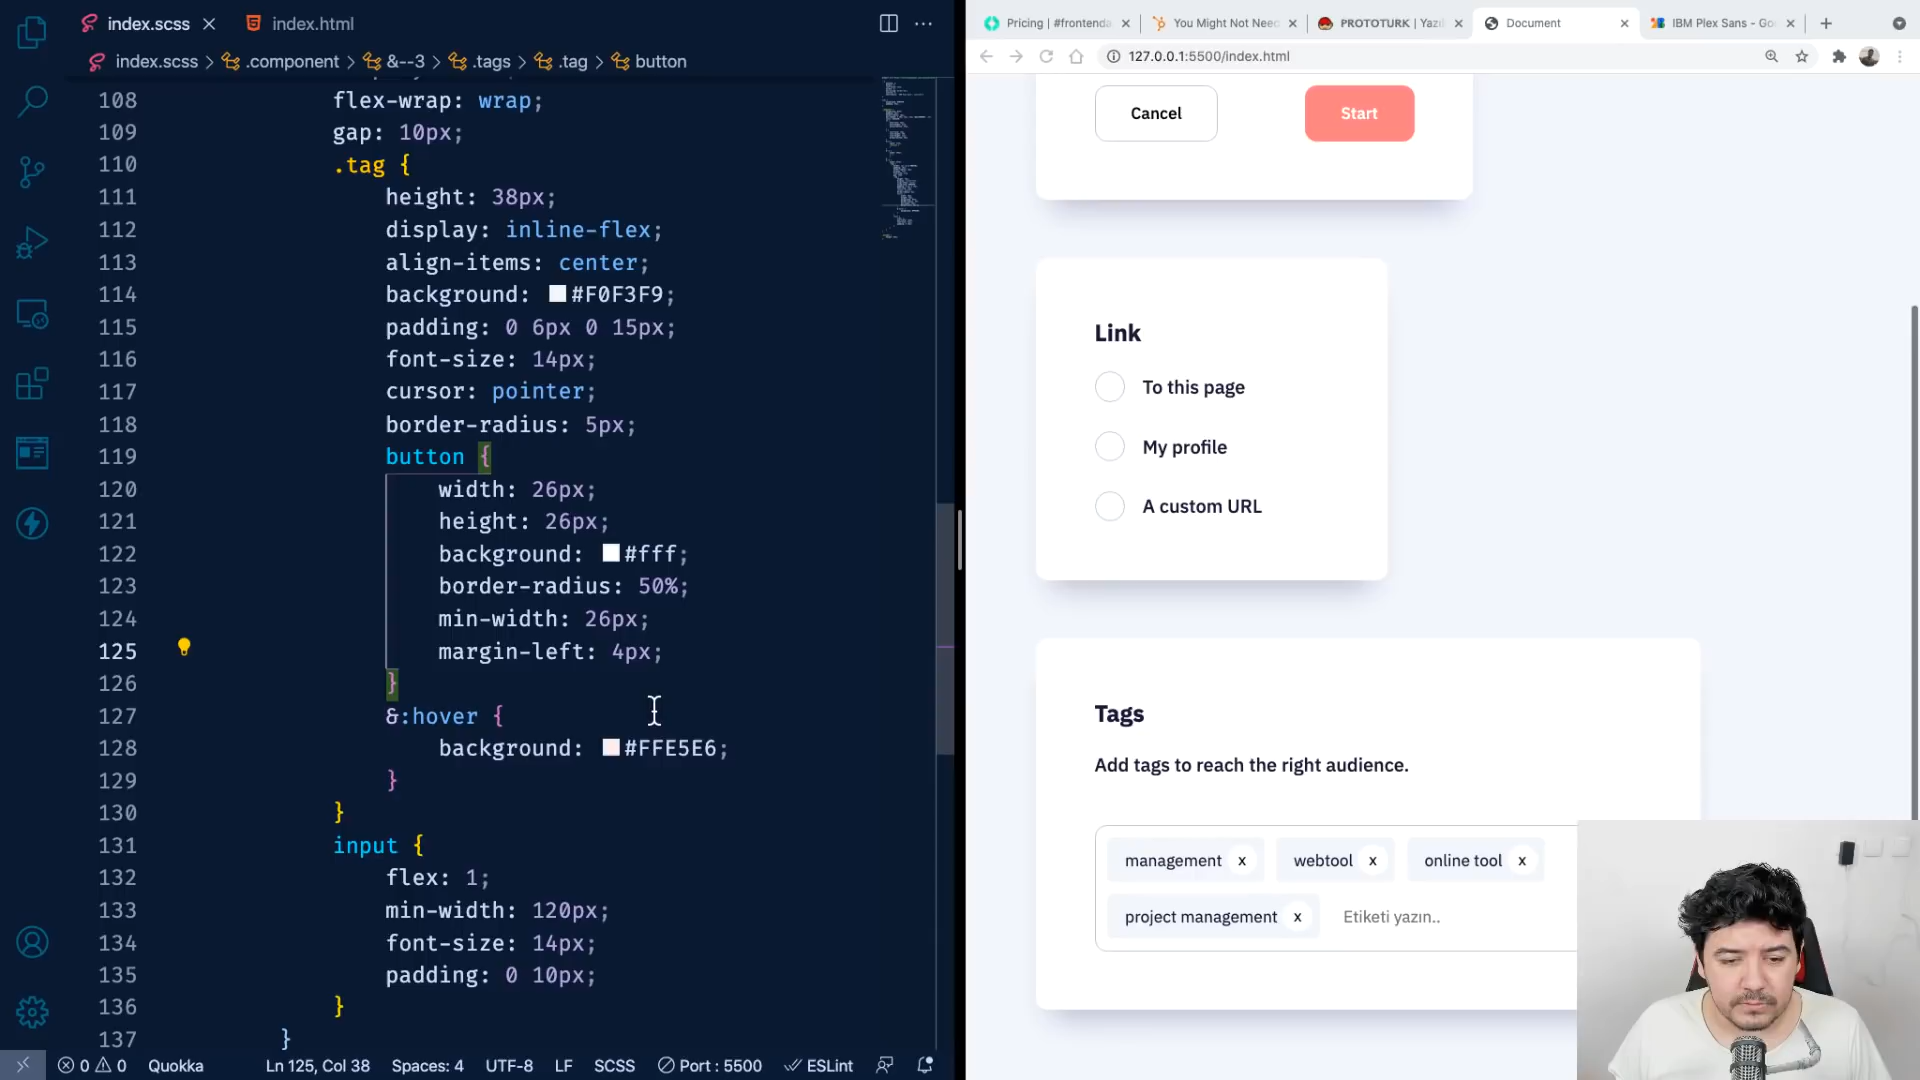 index.scss
index.html
index.scss > .component > &--3 > .tags > .tag > button
108 flex-wrap: wrap;
109 gap: 10px;
110 .tag {
111 height: 38px;
112 display: inline-flex;
113 align-items: center;
114 background: #F0F3F9;
115 padding: 0 6px 0 15px;
116 font-size: 14px;
117 cursor: pointer;
118 border-radius: 5px;
119 button {
120 width: 26px;
121 height: 26px;
122 background: #fff;
123 border-radius: 50%;
124 min-width: 26px;
125 margin-left: 4px;
126 }
127 &:hover {
128 background: #FFE5E6;
129 }
130 }
131 input {
132 flex: 1;
133 min-width: 120px;
134 font-size: 14px;
135 padding: 0 10px;
136 }
137 }
0 0 Quokka Ln 125, Col 38 Spaces: 4 UTF-8 LF SCSS Port : 5500 ESLint
Pricing | #frontenda
You Might Not Nee
PROTOTURK | Yazı
Document
IBM Plex Sans - Go
127.0.0.1:5500/index.html
Cancel
Start
Link
To this page
My profile
A custom URL
Tags
Add tags to reach the right audience.
management x webtool x online tool x
project management x Etiketi yazın..